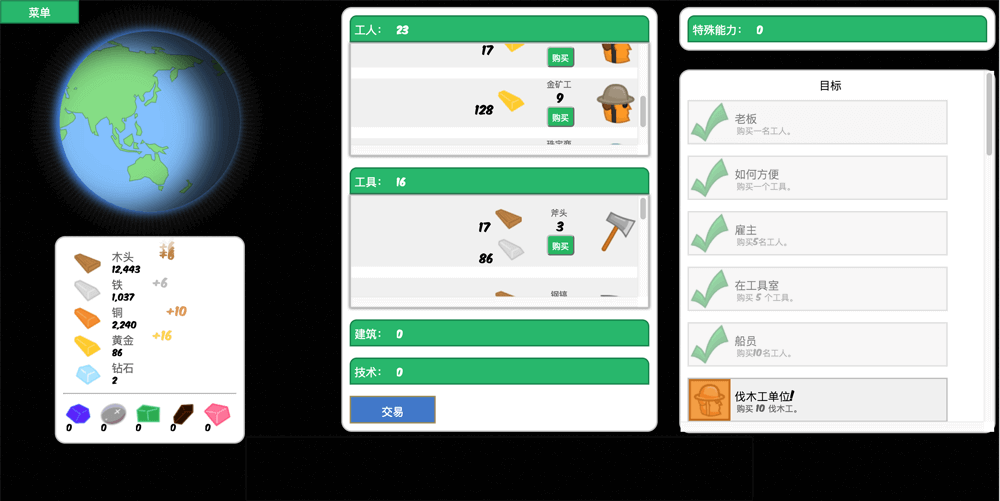 菜单
木头
12,443
+6
铁
1,037
+6
铜
2,240
+10
黄金
86
+16
钻石
2
0 0 0 0 0
工人： 23
17
购买
金矿工
128 9
购买
工具： 16
斧头
17 3
购买
86
建筑： 0
技术： 0
交易
特殊能力： 0
目标
老板
购买一名工人。
如何方便
购买一个工具。
雇主
购买5名工人。
在工具室
购买 5 个工具。
船员
购买10名工人。
伐木工单位!
购买 10 伐木工。